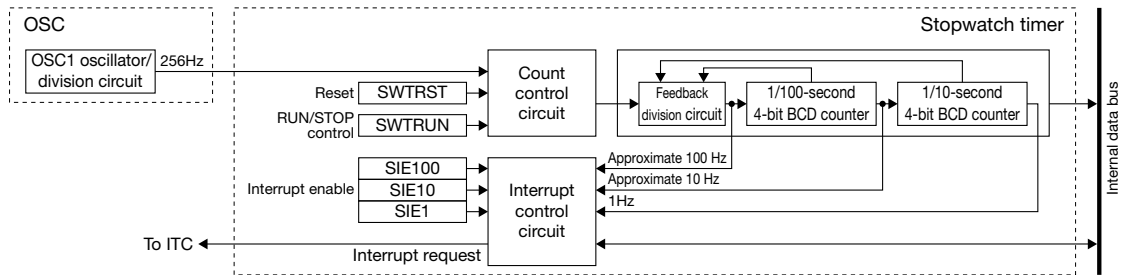 OSC
Stopwatch timer
OSC1 oscillator/
division circuit
256Hz
Reset
SWTRST
RUN/STOP
control
SWTRUN
Count
control
circuit
Feedback
division circuit
1/100-second
4-bit BCD counter
1/10-second
4-bit BCD counter
Internal data bus
Interrupt enable
SIE100
SIE10
SIE1
Interrupt
control
circuit
Approximate 100 Hz
Approximate 10 Hz
1Hz
To ITC
Interrupt request